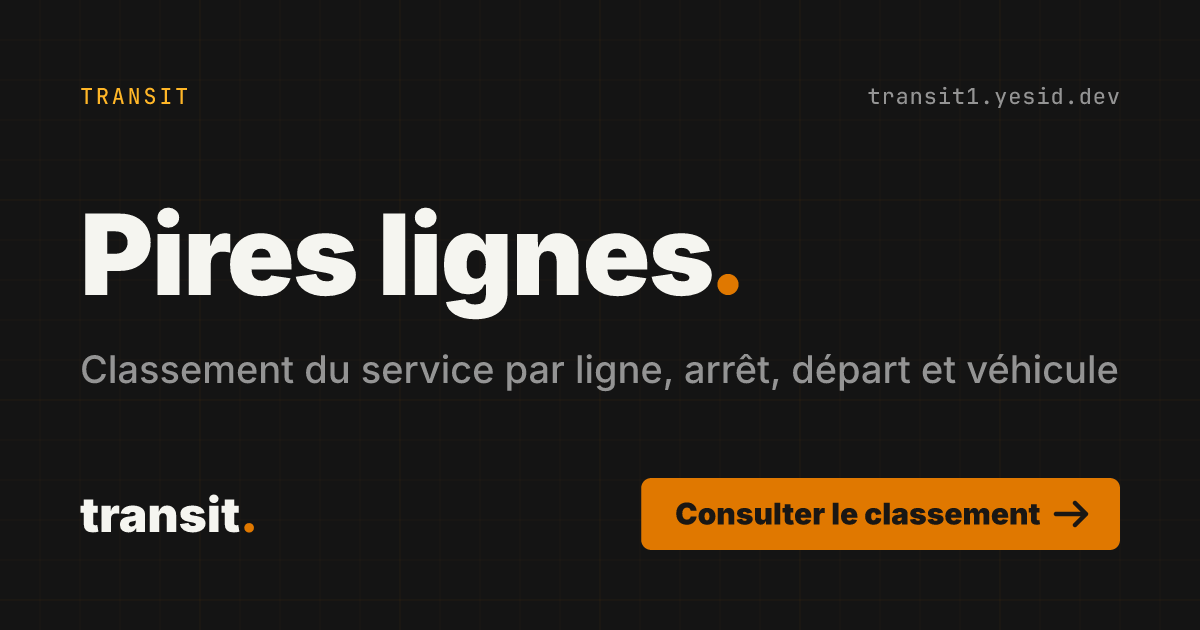 TRANSIT
transit1.yesid.dev
Pires lignes.
Classement du service par ligne, arrêt, départ et véhicule
transit.
Consulter le classement →